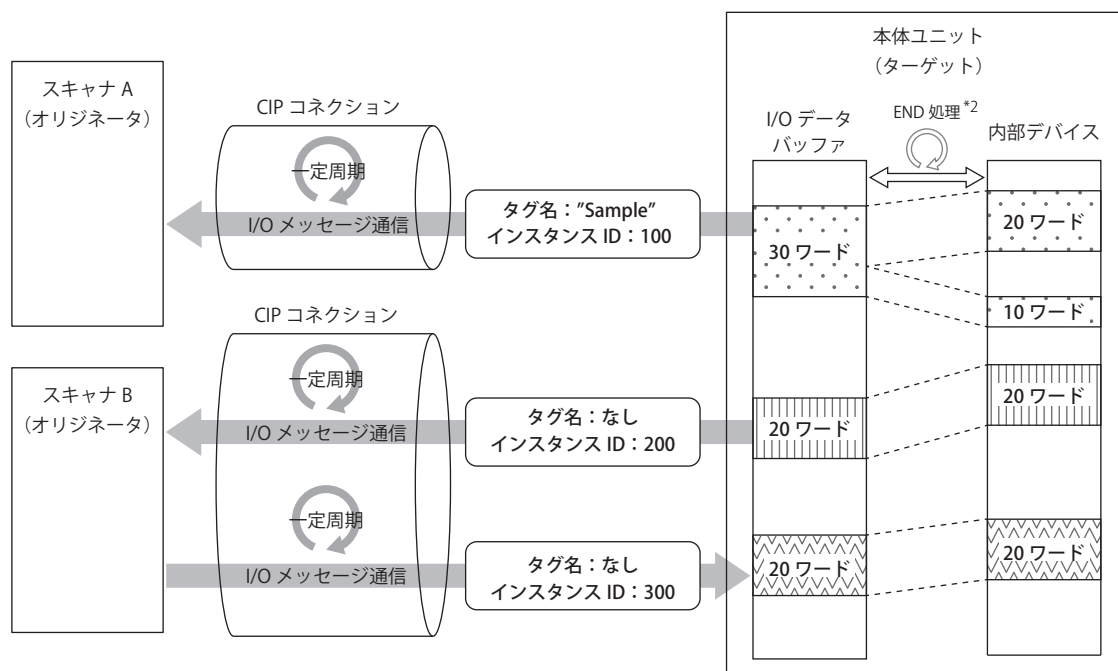 本体ユニット
（ターゲット）
スキャナ A
（オリジネータ）
CIP コネクション
一定周期
I/O メッセージ通信
タグ名：”Sample”
インスタンス ID：100
I/O データ
バッファ
END 処理*2
内部デバイス
30 ワード
20 ワード
10 ワード
スキャナ B
（オリジネータ）
CIP コネクション
一定周期
I/O メッセージ通信
タグ名：なし
インスタンス ID：200
20 ワード
20 ワード
一定周期
I/O メッセージ通信
タグ名：なし
インスタンス ID：300
20 ワード
20 ワード